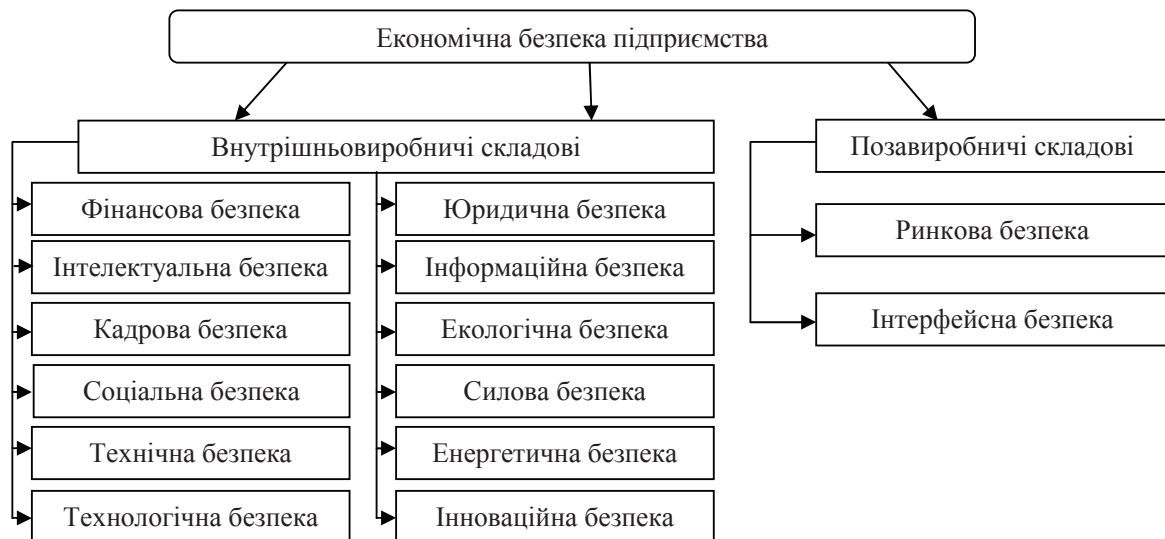 Економічна безпека підприємства
Внутрішньовиробничі складові
Позавиробничі складові
Фінансова безпека
Юридична безпека
Ринкова безпека
Інтелектуальна безпека
Інформаційна безпека
Кадрова безпека
Екологічна безпека
Інтерфейсна безпека
Соціальна безпека
Силова безпека
Технічна безпека
Енергетична безпека
Технологічна безпека
Інноваційна безпека